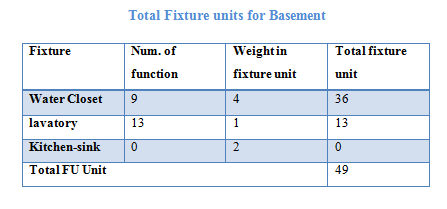 Total Fixture units for Basement
Fixture Num. of function Weight in fixture unit Total fixture unit
Water Closet 9 4 36
lavatory 13 1 13
Kitchen-sink 0 2 0
Total FU Unit 49